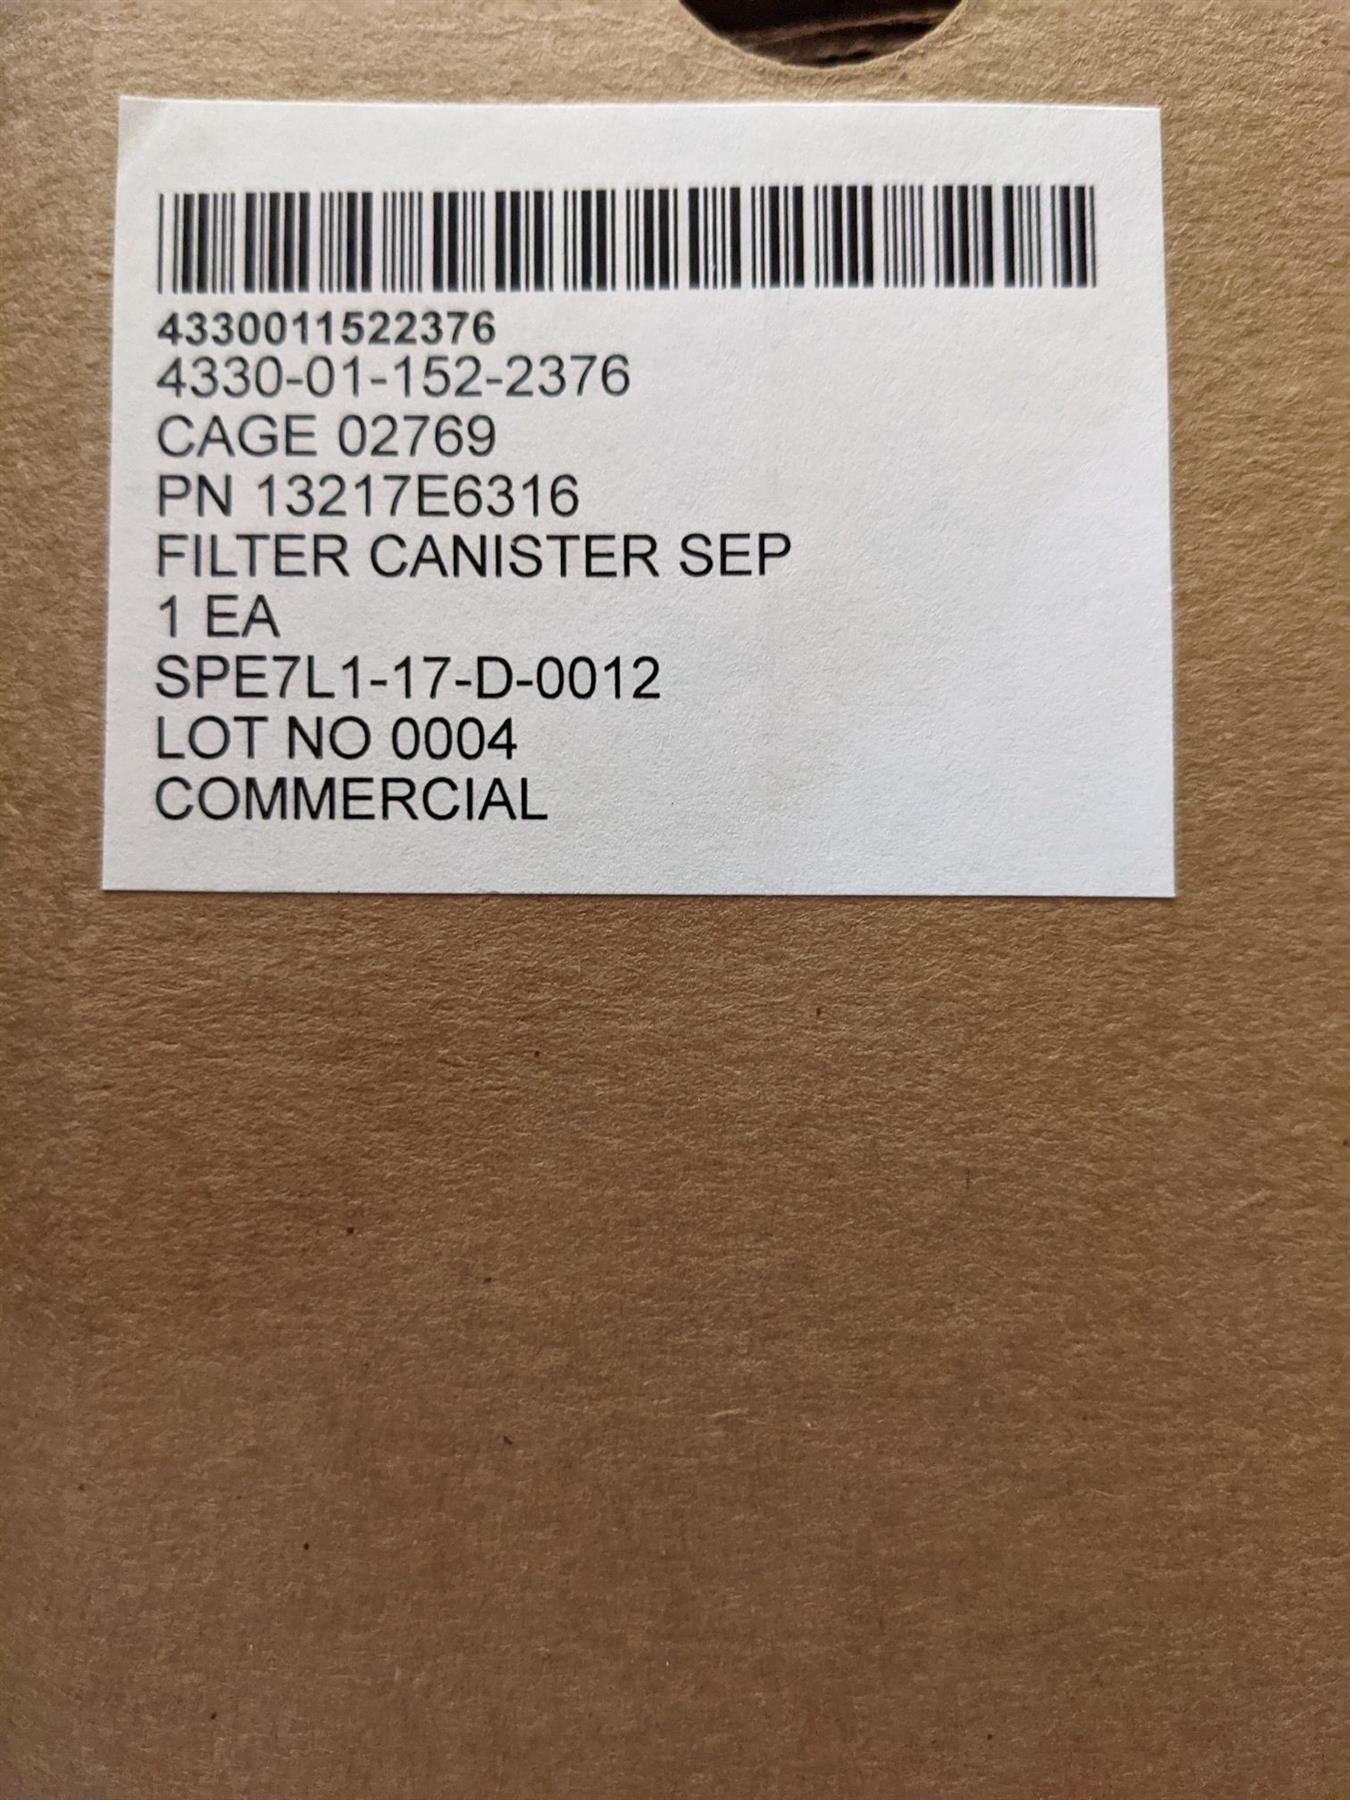 4330011522376
4330-01-152-2376
CAGE 02769
PN 13217E6316
FILTER CANISTER SEP
1 EA
SPE7L1-17-D-0012
LOT NO 0004
COMMERCIAL